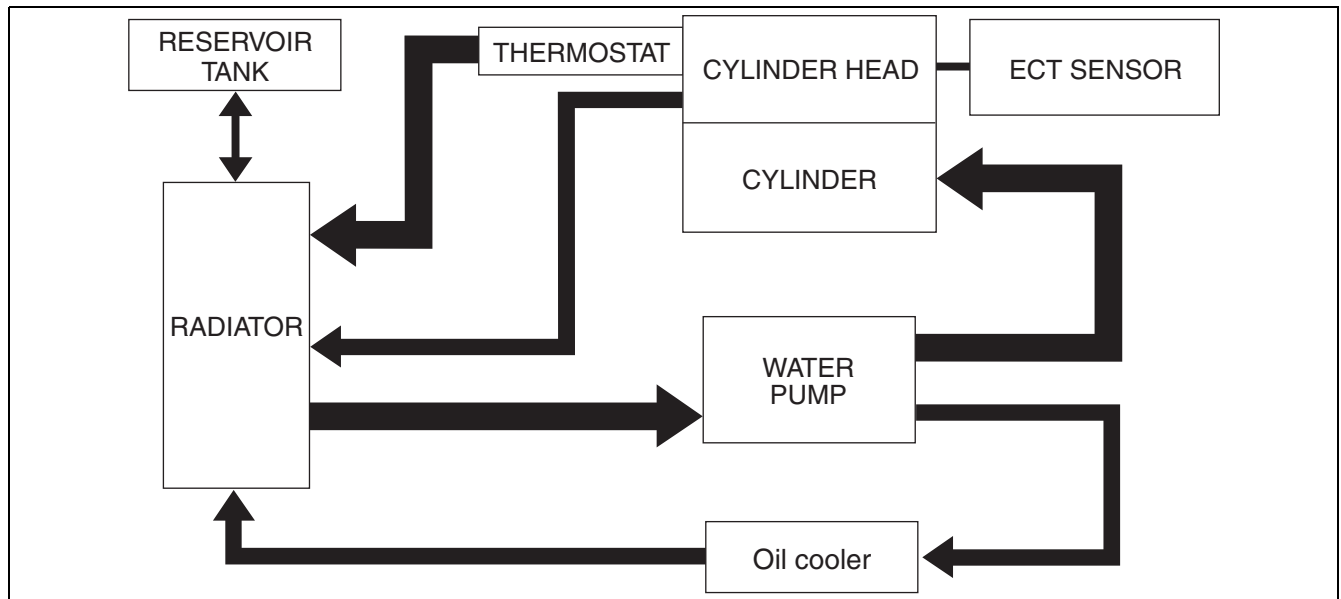 RESERVOIR
TANK
THERMOSTAT
CYLINDER HEAD
ECT SENSOR
CYLINDER
RADIATOR
WATER
PUMP
Oil cooler